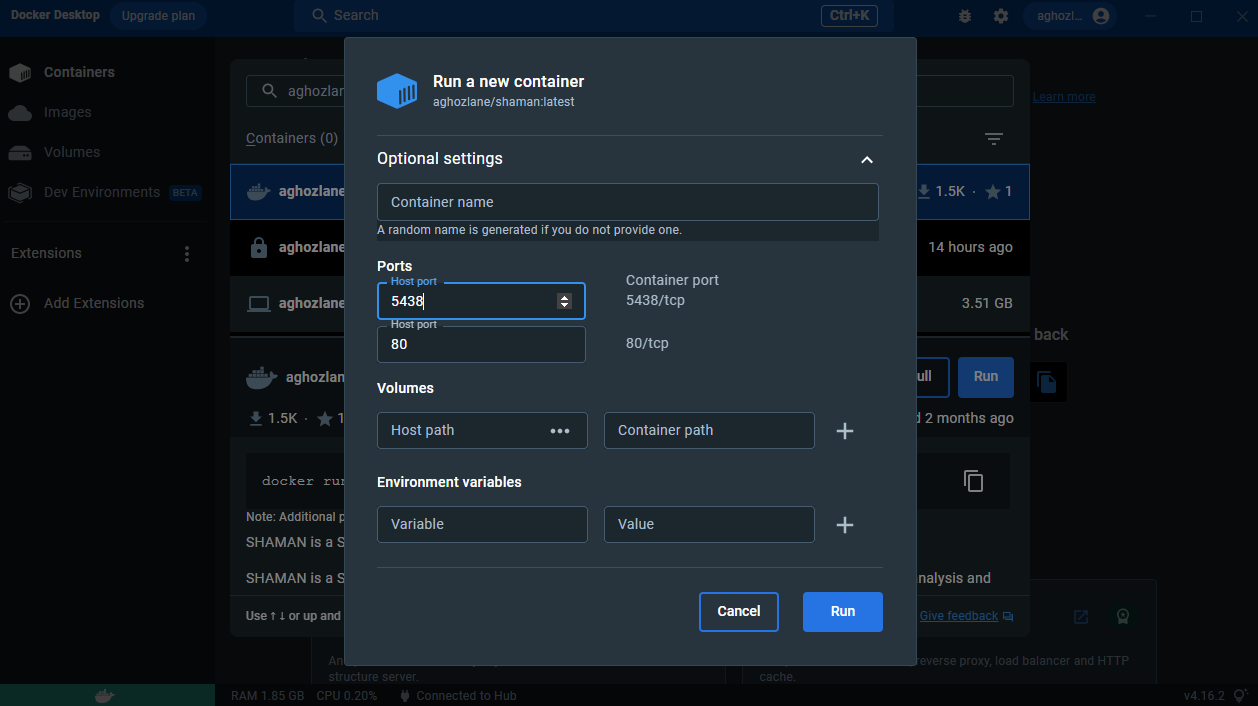 Docker Desktop
Upgrade plan
Search
Ctrl+K
aghozl...
Containers
Images
Volumes
Dev Environments BETA
Extensions
Add Extensions
aghozlan
Learn more
Containers (0)
aghozlane
1.5K · 1
aghozlane
14 hours ago
aghozlane
3.51 GB
back
aghozlan
Run
1.5K · 1
2 months ago
docker run
Note: Additional p
SHAMAN is a S
SHAMAN is a S
nalysis and
Use ↑ ↓ or up and
Give feedback
reverse proxy, load balancer and HTTP
structure server.
cache.
RAM 1.85 GB CPU 0.20% Connected to Hub
v4.16.2
Run a new container
aghozlane/shaman:latest
Optional settings
Container name
A random name is generated if you do not provide one.
Ports
Host port
5438
Container port
5438/tcp
Host port
80
80/tcp
Volumes
Host path •••
Container path
Environment variables
Variable
Value
Cancel
Run